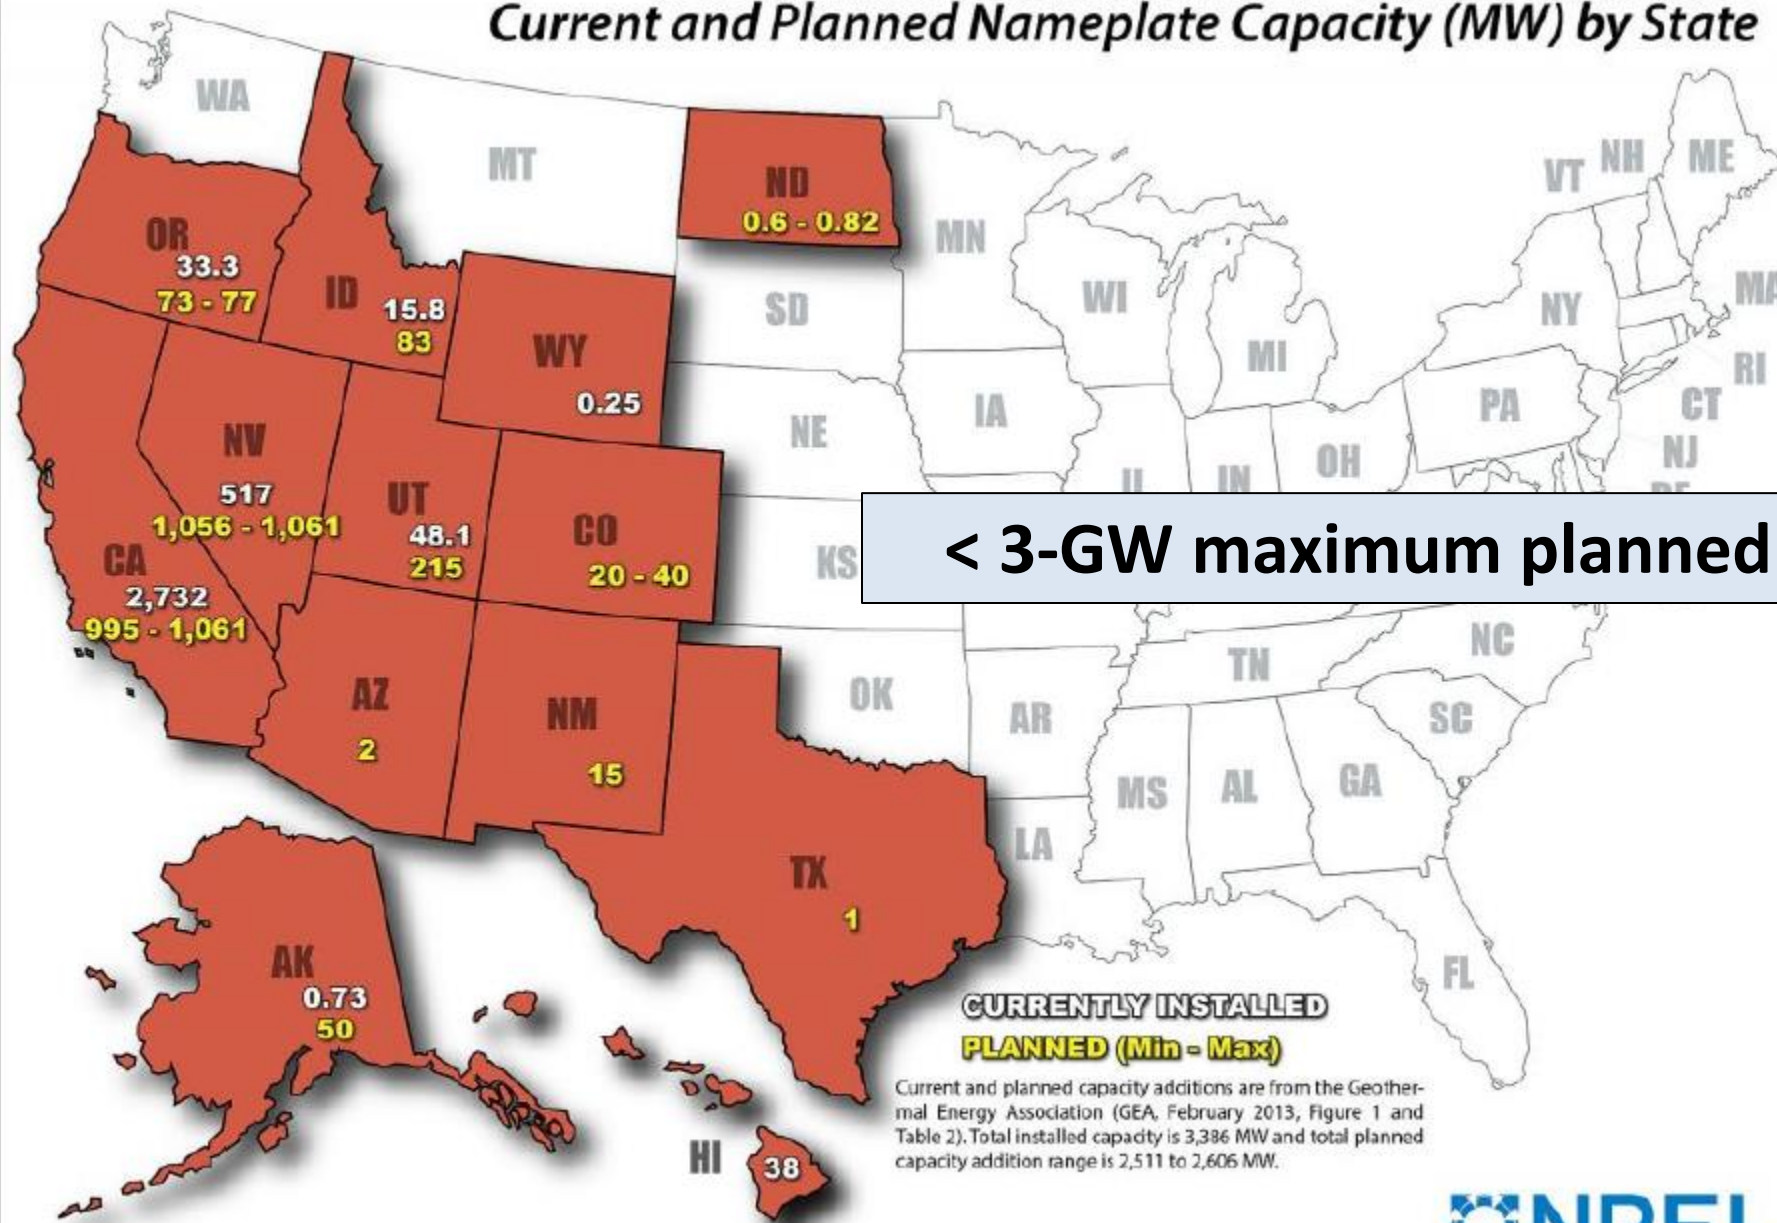 Current and Planned Nameplate Capacity (MW) by State
WA
MT
ND
0.6 - 0.82
MN
VT
NH
ME
OR
33.3
73 - 77
ID
15.8
83
WY
0.25
SD
WI
MI
NY
MA
RI
CT
NJ
PA
NE
IA
IL
IN
OH
DE
NV
517
1,056 - 1,061
UT
48.1
215
CO
20 - 40
KS
< 3-GW maximum planned
CA
2,732
995 - 1,061
AZ
2
NM
15
OK
AR
TN
NC
SC
MS
AL
GA
LA
TX
1
FL
AK
0.73
50
HI
38
CURRENTLY INSTALLED
PLANNED (Min - Max)
Current and planned capacity additions are from the Geother-
mal Energy Association (GEA, February 2013, Figure 1 and
Table 2). Total installed capacity is 3,386 MW and total planned
capacity addition range is 2,511 to 2,606 MW.
NREL